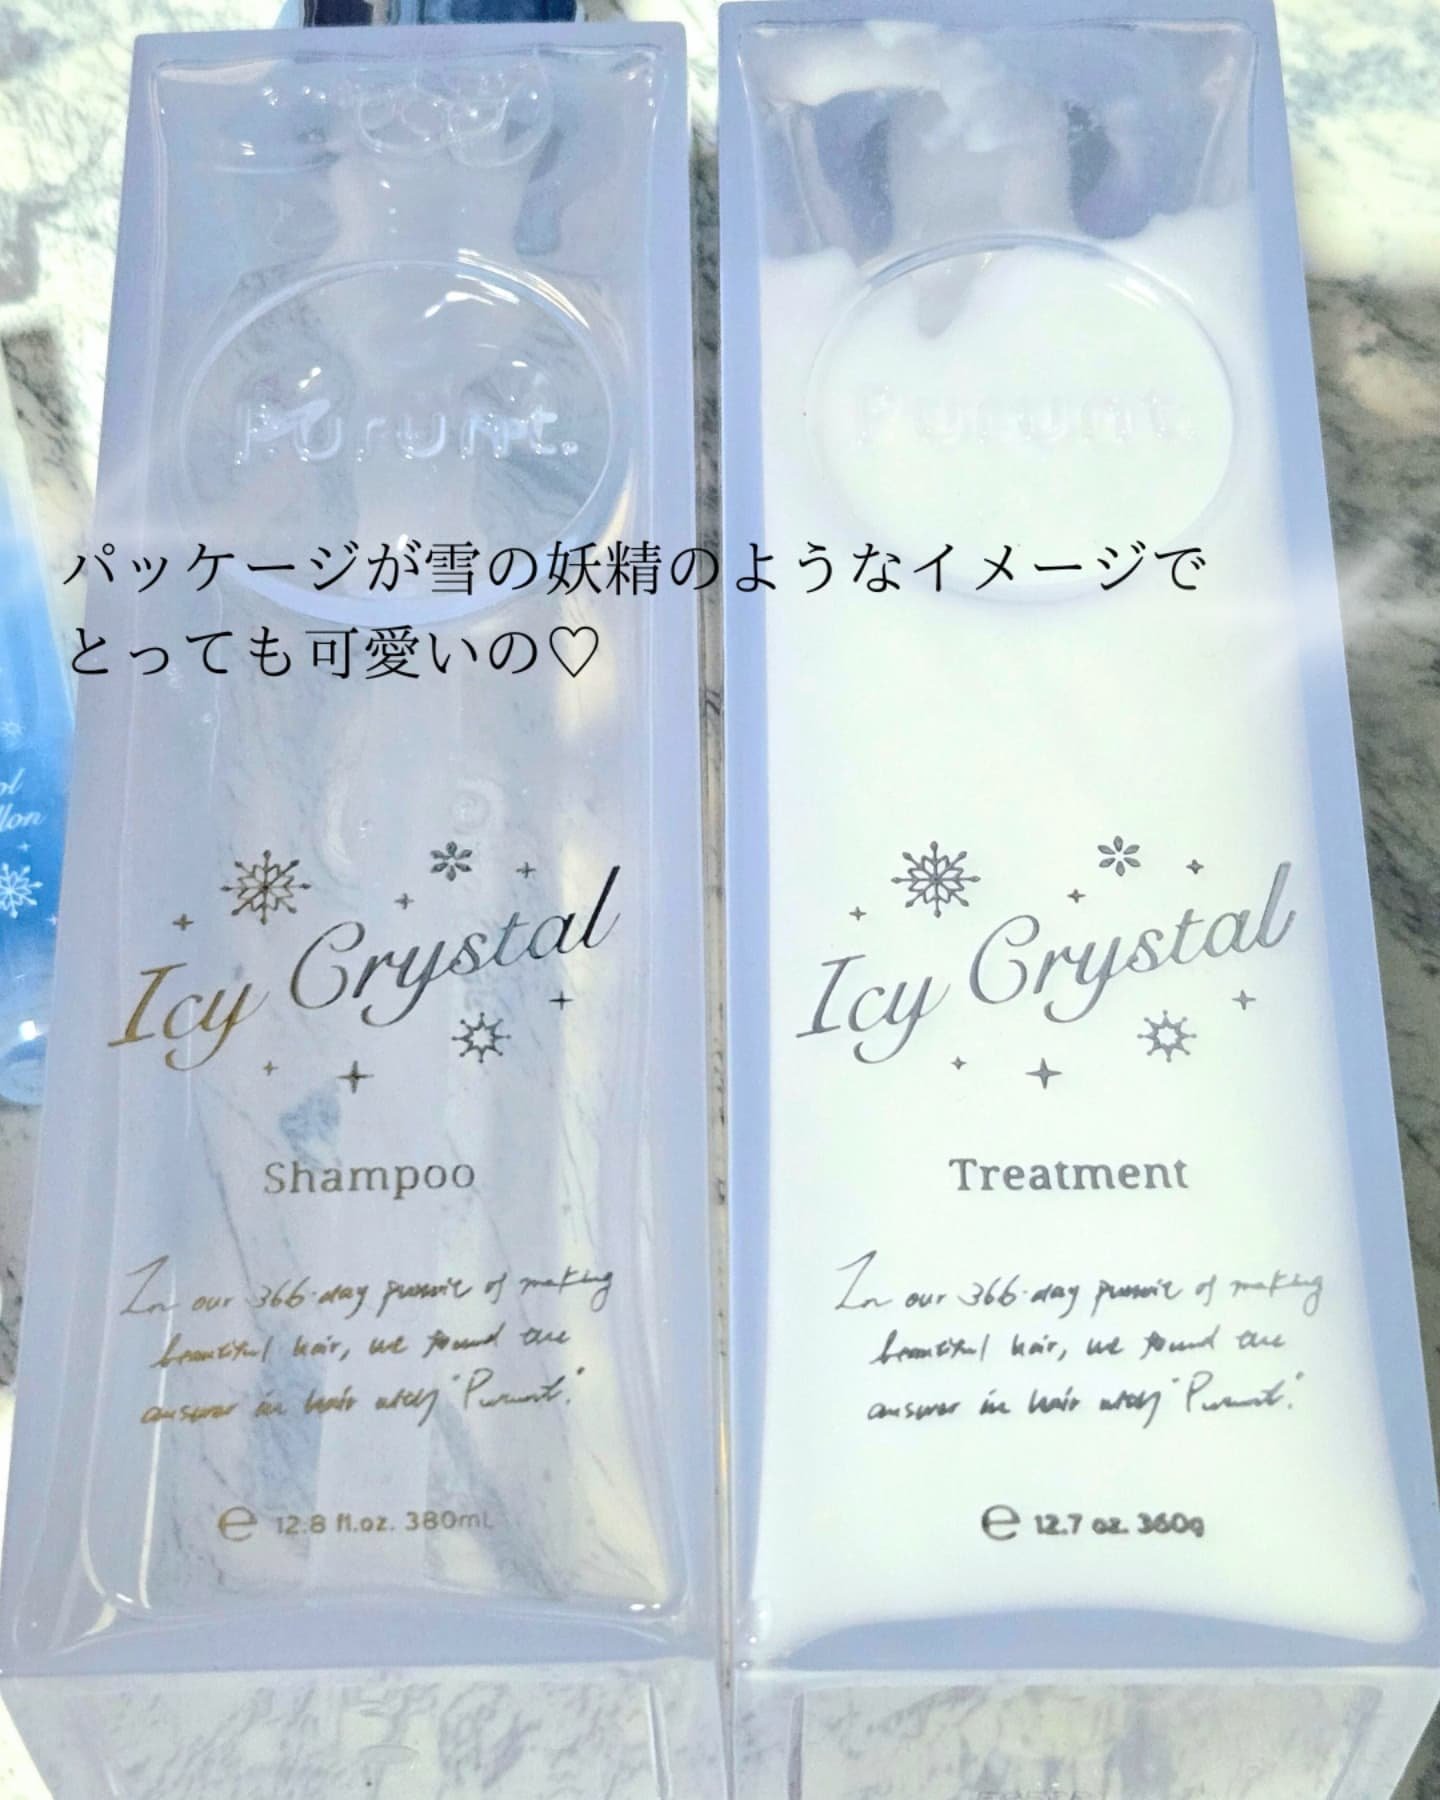 Purunt.
Purunt.
パッケージが雪の妖精のようなイメージで
とっても可愛いの♡
Icy Crystal
Shampoo
In our 366-day pursuit of making
beautiful hair, we found the
answer in hair with "Purunt."
℮ 12.8 fl.oz. 380mL
Icy Crystal
Treatment
In our 366-day pursuit of making
beautiful hair, we found the
answer in hair with "Purunt."
℮ 12.7 oz. 360g